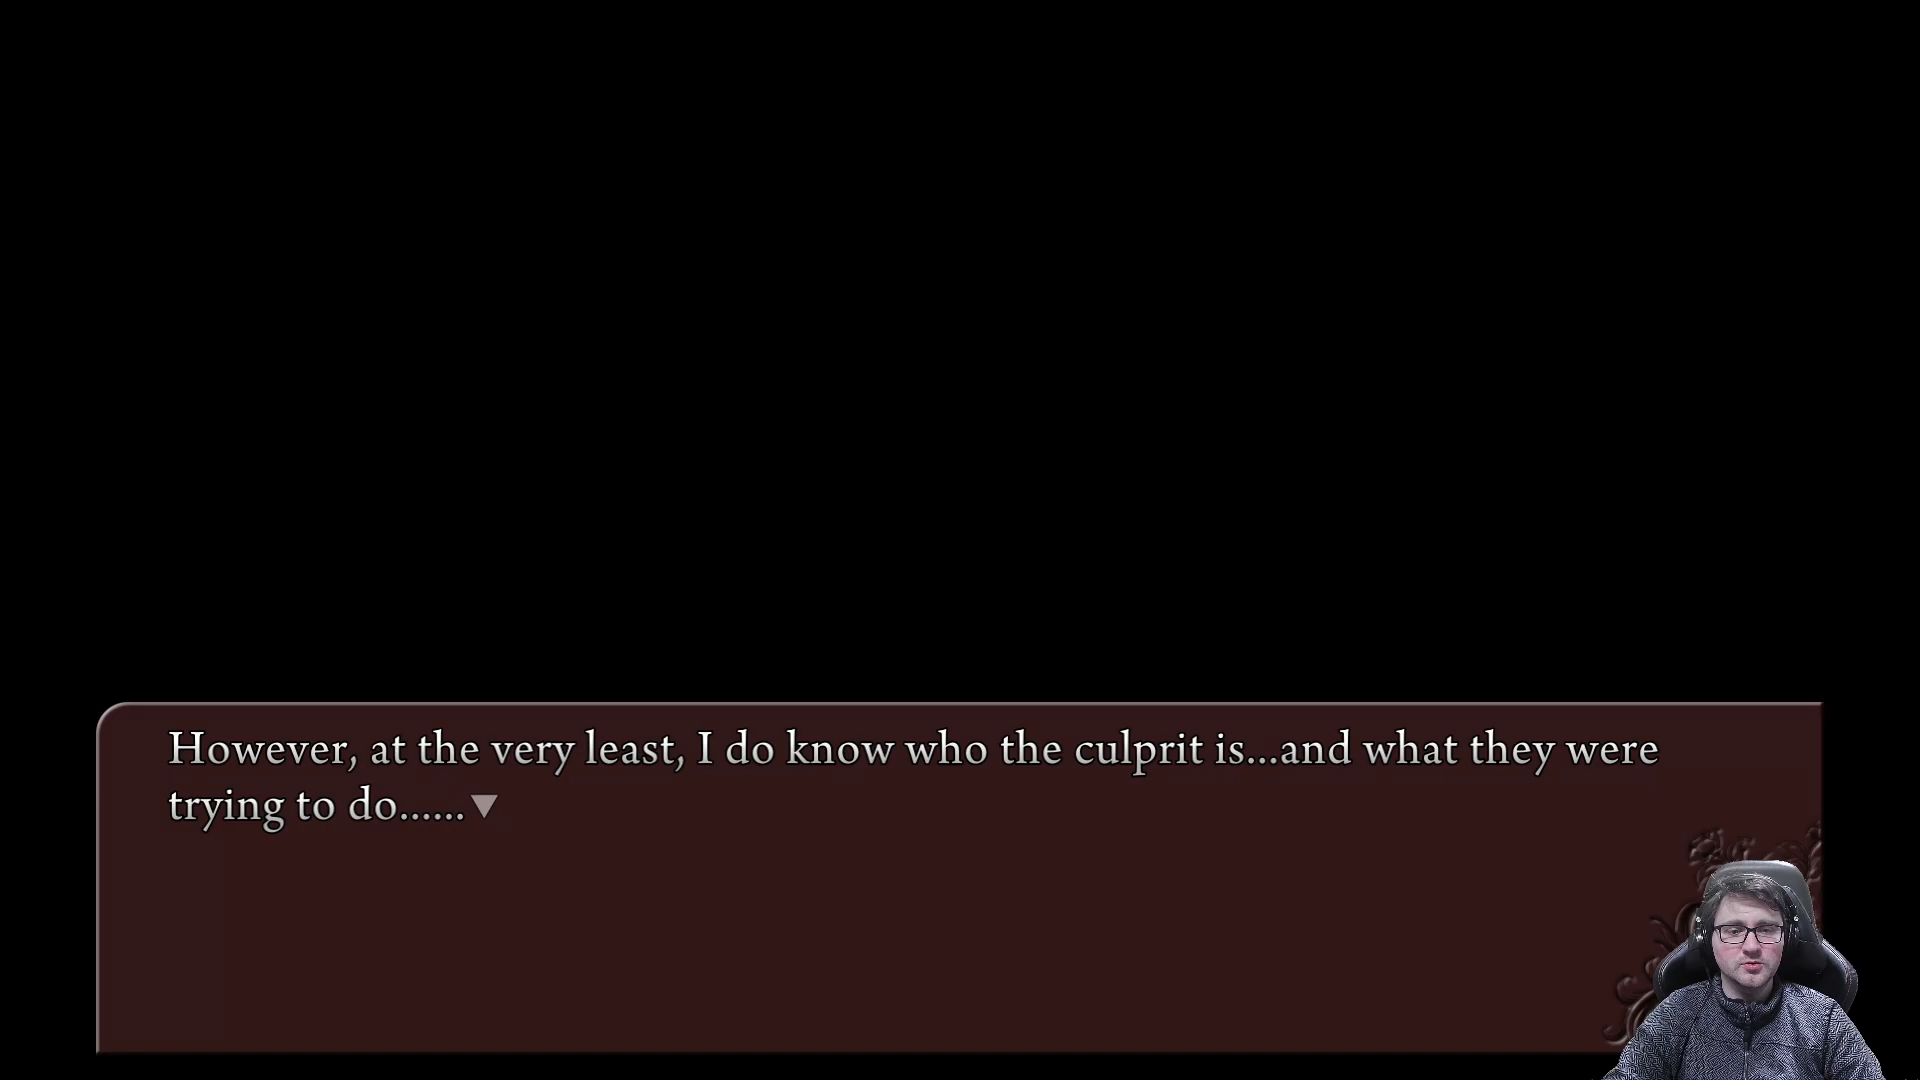 However, at the very least, I do know who the culprit is...and what they were
trying to do......